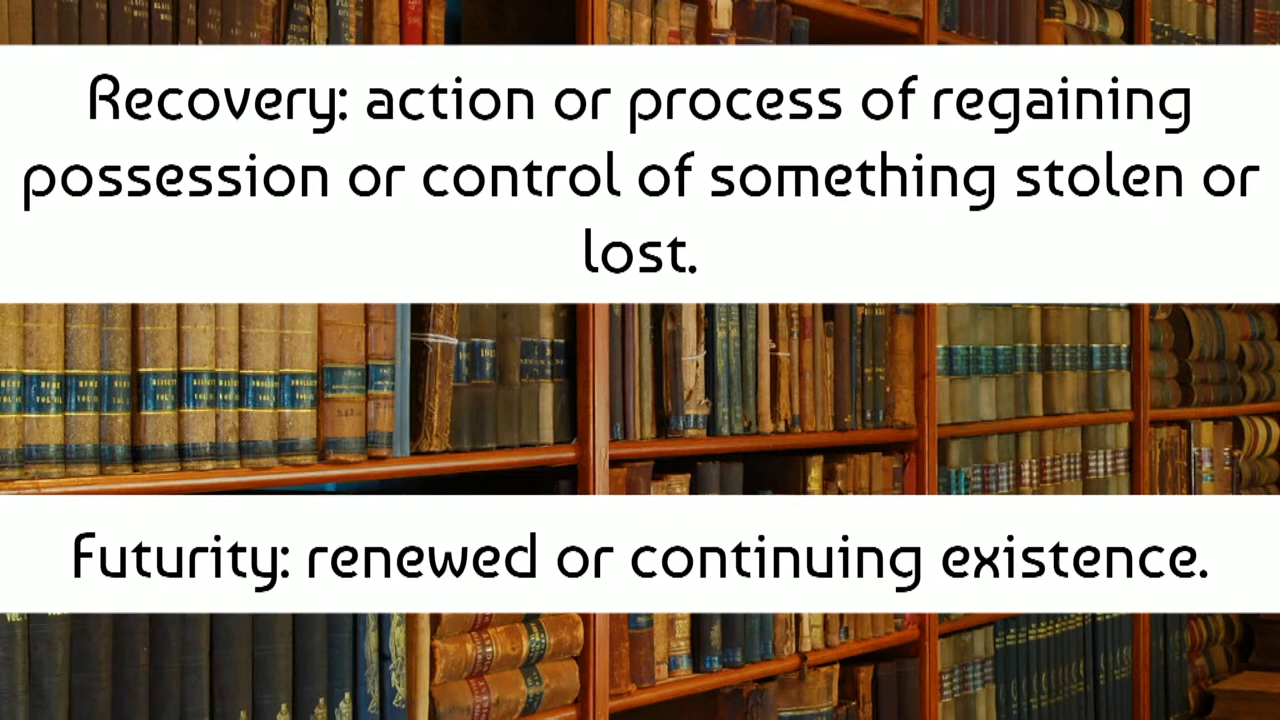 Recovery: action or process of regaining
possession or control of something stolen or
lost.
Futurity: renewed or continuing existence.